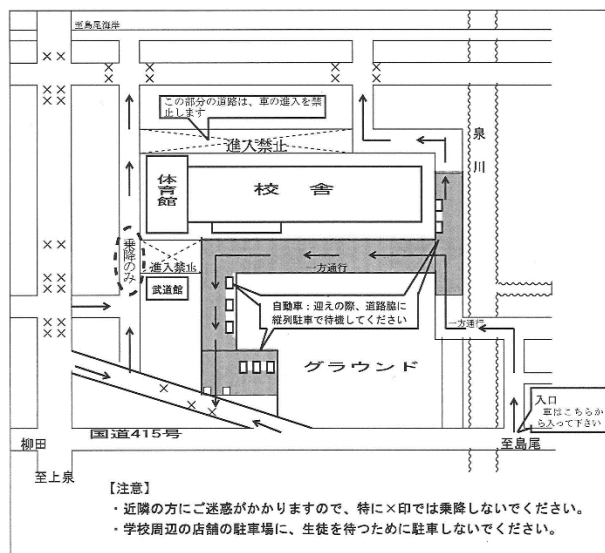 至島尾海岸
この部分の道路は、車の進入を禁
止します
進入禁止
泉
川
体
育
館
校 舎
乗降のみ
進入禁止
一方通行
武道館
自動車：迎えの際、道路脇に
縦列駐車で待機してください
一方通行
グラウンド
入口
車はこちらか
ら入って下さい
国道415号
柳田
至島尾
至上泉
【注意】
・近隣の方にご迷惑がかかりますので、特に×印では乗降しないでください。
・学校周辺の店舗の駐車場に、生徒を待つために駐車しないでください。